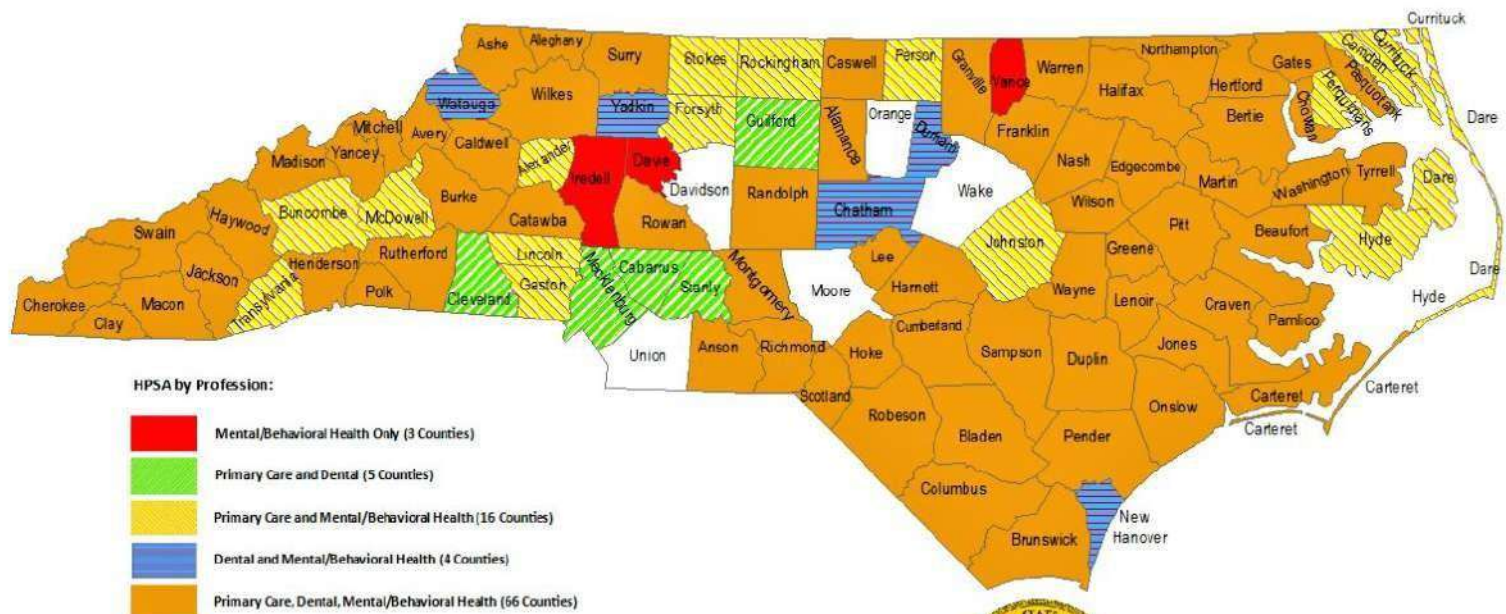 Currituck
Ashe
Aleghany
Surry
Stokes
Rockingham
Caswell
Person
Granville
Vance
Warren
Northampton
Gates
Camden
Currituck
Pasquotank
Perquimans
Watauga
Wilkes
Yadkin
Forsyth
Guilford
Alamance
Orange
Durham
Franklin
Halifax
Hertford
Bertie
Chowan
Dare
Mitchell
Avery
Caldwell
Alexander
Iredell
Davie
Davidson
Randolph
Chatham
Wake
Nash
Edgecombe
Martin
Washington
Tyrrell
Dare
Madison
Yancey
Burke
Catawba
Rowan
Wilson
Pitt
Beaufort
Hyde
Buncombe
McDowell
Johnston
Greene
Haywood
Swain
Rutherford
Lincoln
Cabarrus
Montgomery
Lee
Harnett
Wayne
Lenoir
Craven
Dare
Jackson
Henderson
Polk
Cleveland
Gaston
Mecklenburg
Stanly
Moore
Hyde
Cherokee
Macon
Clay
Transylvania
Union
Anson
Richmond
Hoke
Cumberland
Sampson
Duplin
Jones
Pamlico
Scotland
Robeson
Bladen
Pender
Onslow
Carteret
Carteret
Carteret
Columbus
Brunswick
New
Hanover
HPSA by Profession:
Mental/Behavioral Health Only (3 Counties)
Primary Care and Dental (5 Counties)
Primary Care and Mental/Behavioral Health (16 Counties)
Dental and Mental/Behavioral Health (4 Counties)
Primary Care, Dental, Mental/Behavioral Health (66 Counties)